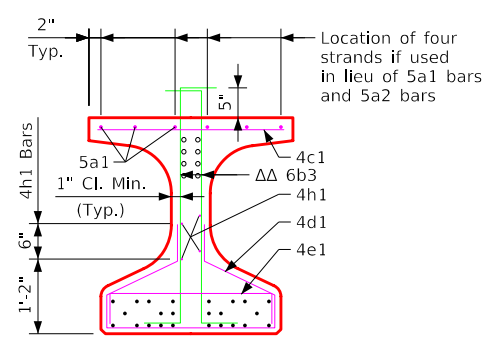 2"
Typ.
Location of four
strands if used
in lieu of 5a1 bars
and 5a2 bars
5"
4h1 Bars
5a1
4c1
1" Cl. Min.
(Typ.)
ΔΔ 6b3
4h1
4d1
6"
4e1
1'-2"